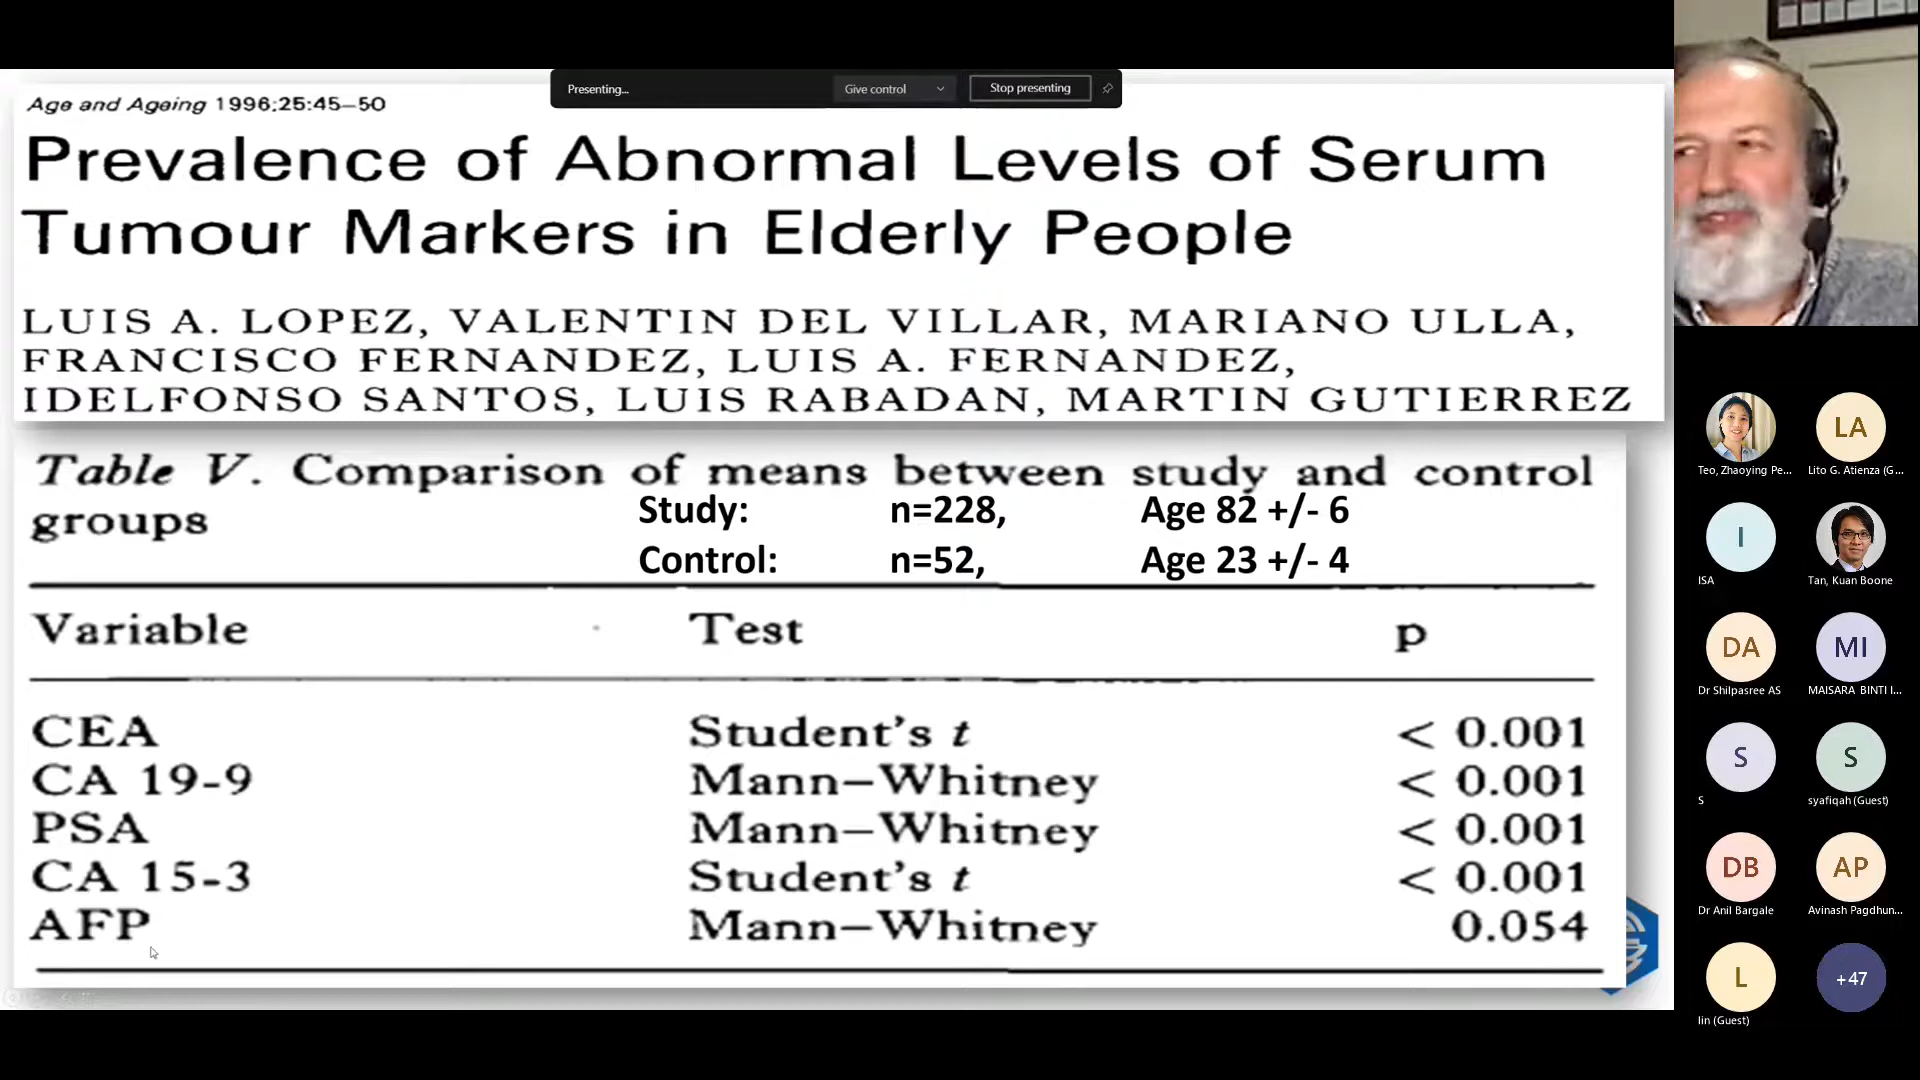 Presenting...
Give control
Stop presenting
Age and Ageing 1996;25:45–50
Prevalence of Abnormal Levels of Serum
Tumour Markers in Elderly People
LUIS A. LOPEZ, VALENTIN DEL VILLAR, MARIANO ULLA,
FRANCISCO FERNANDEZ, LUIS A. FERNANDEZ,
IDELFONSO SANTOS, LUIS RABADAN, MARTIN GUTIERREZ
Table V. Comparison of means between study and control
groups
Study: n=228, Age 82 +/- 6
Control: n=52, Age 23 +/- 4
Variable Test p
CEA Student's t < 0.001
CA 19-9 Mann–Whitney < 0.001
PSA Mann–Whitney < 0.001
CA 15-3 Student's t < 0.001
AFP Mann–Whitney 0.054
LA
Teo, Zhaoying Pe... Lito G. Atienza (G...
I
ISA Tan, Kuan Boone
DA MI
Dr Shilpasree AS MAISARA BINTI I...
S S
S syafiqah (Guest)
DB AP
Dr Anil Bargale Avinash Pagdhun...
L +47
lin (Guest)